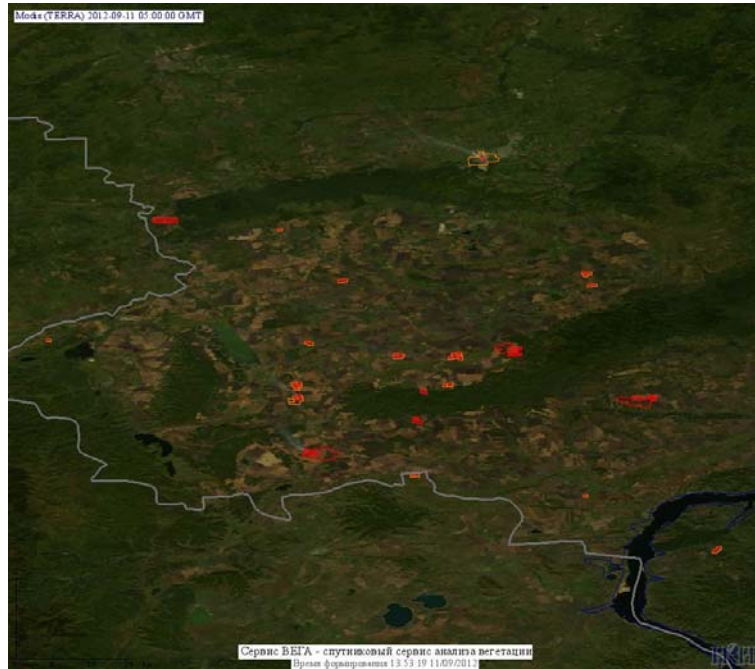 Modis (TERRA) 2012-09-11 05:00:00 GMT
Сервис ВЕГА - спутниковый сервис анализа вегетации
Время формирования 13:53:19 11/09/2012